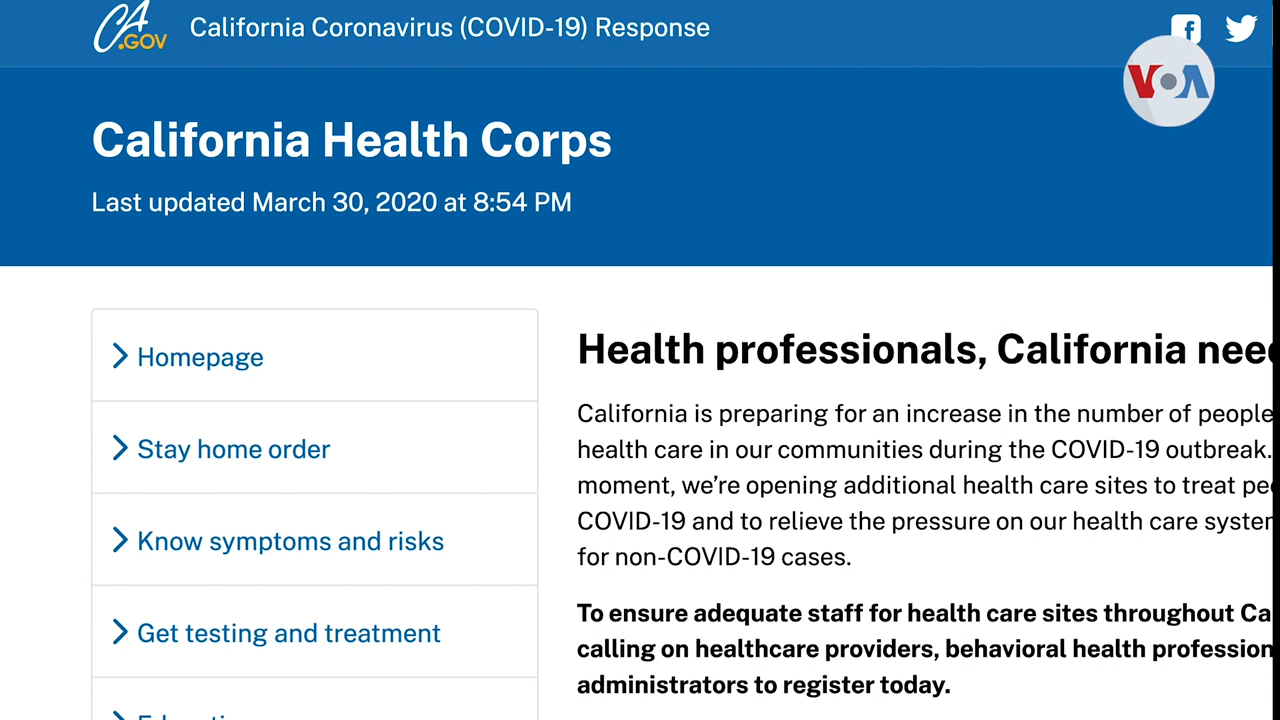 CA.GOV
California Coronavirus (COVID-19) Response
VOA
California Health Corps
Last updated March 30, 2020 at 8:54 PM
Homepage
Stay home order
Know symptoms and risks
Get testing and treatment
Health professionals, California
California is preparing for an increase in the number of people
health care in our communities during the COVID-19 outbreak.
moment, we’re opening additional health care sites to treat
COVID-19 and to relieve the pressure on our health care
for non-COVID-19 cases.
To ensure adequate staff for health care sites throughout
calling on healthcare providers, behavioral health
administrators to register today.